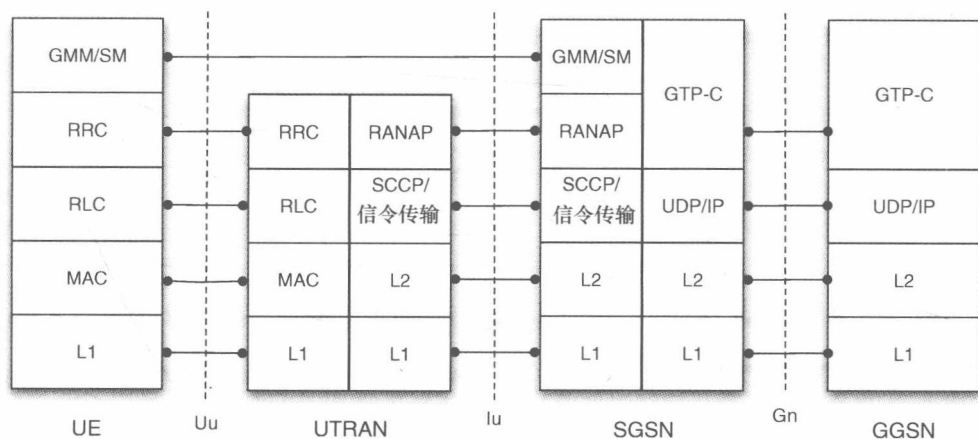 GMM/SM
GMM/SM
GTP-C
GTP-C
RRC
RRC
RANAP
RANAP
RLC
RLC
SCCP/
信令传输
SCCP/
信令传输
UDP/IP
UDP/IP
MAC
MAC
L2
L2
L2
L2
L1
L1
L1
L1
L1
L1
UE
Uu
UTRAN
Iu
SGSN
Gn
GGSN